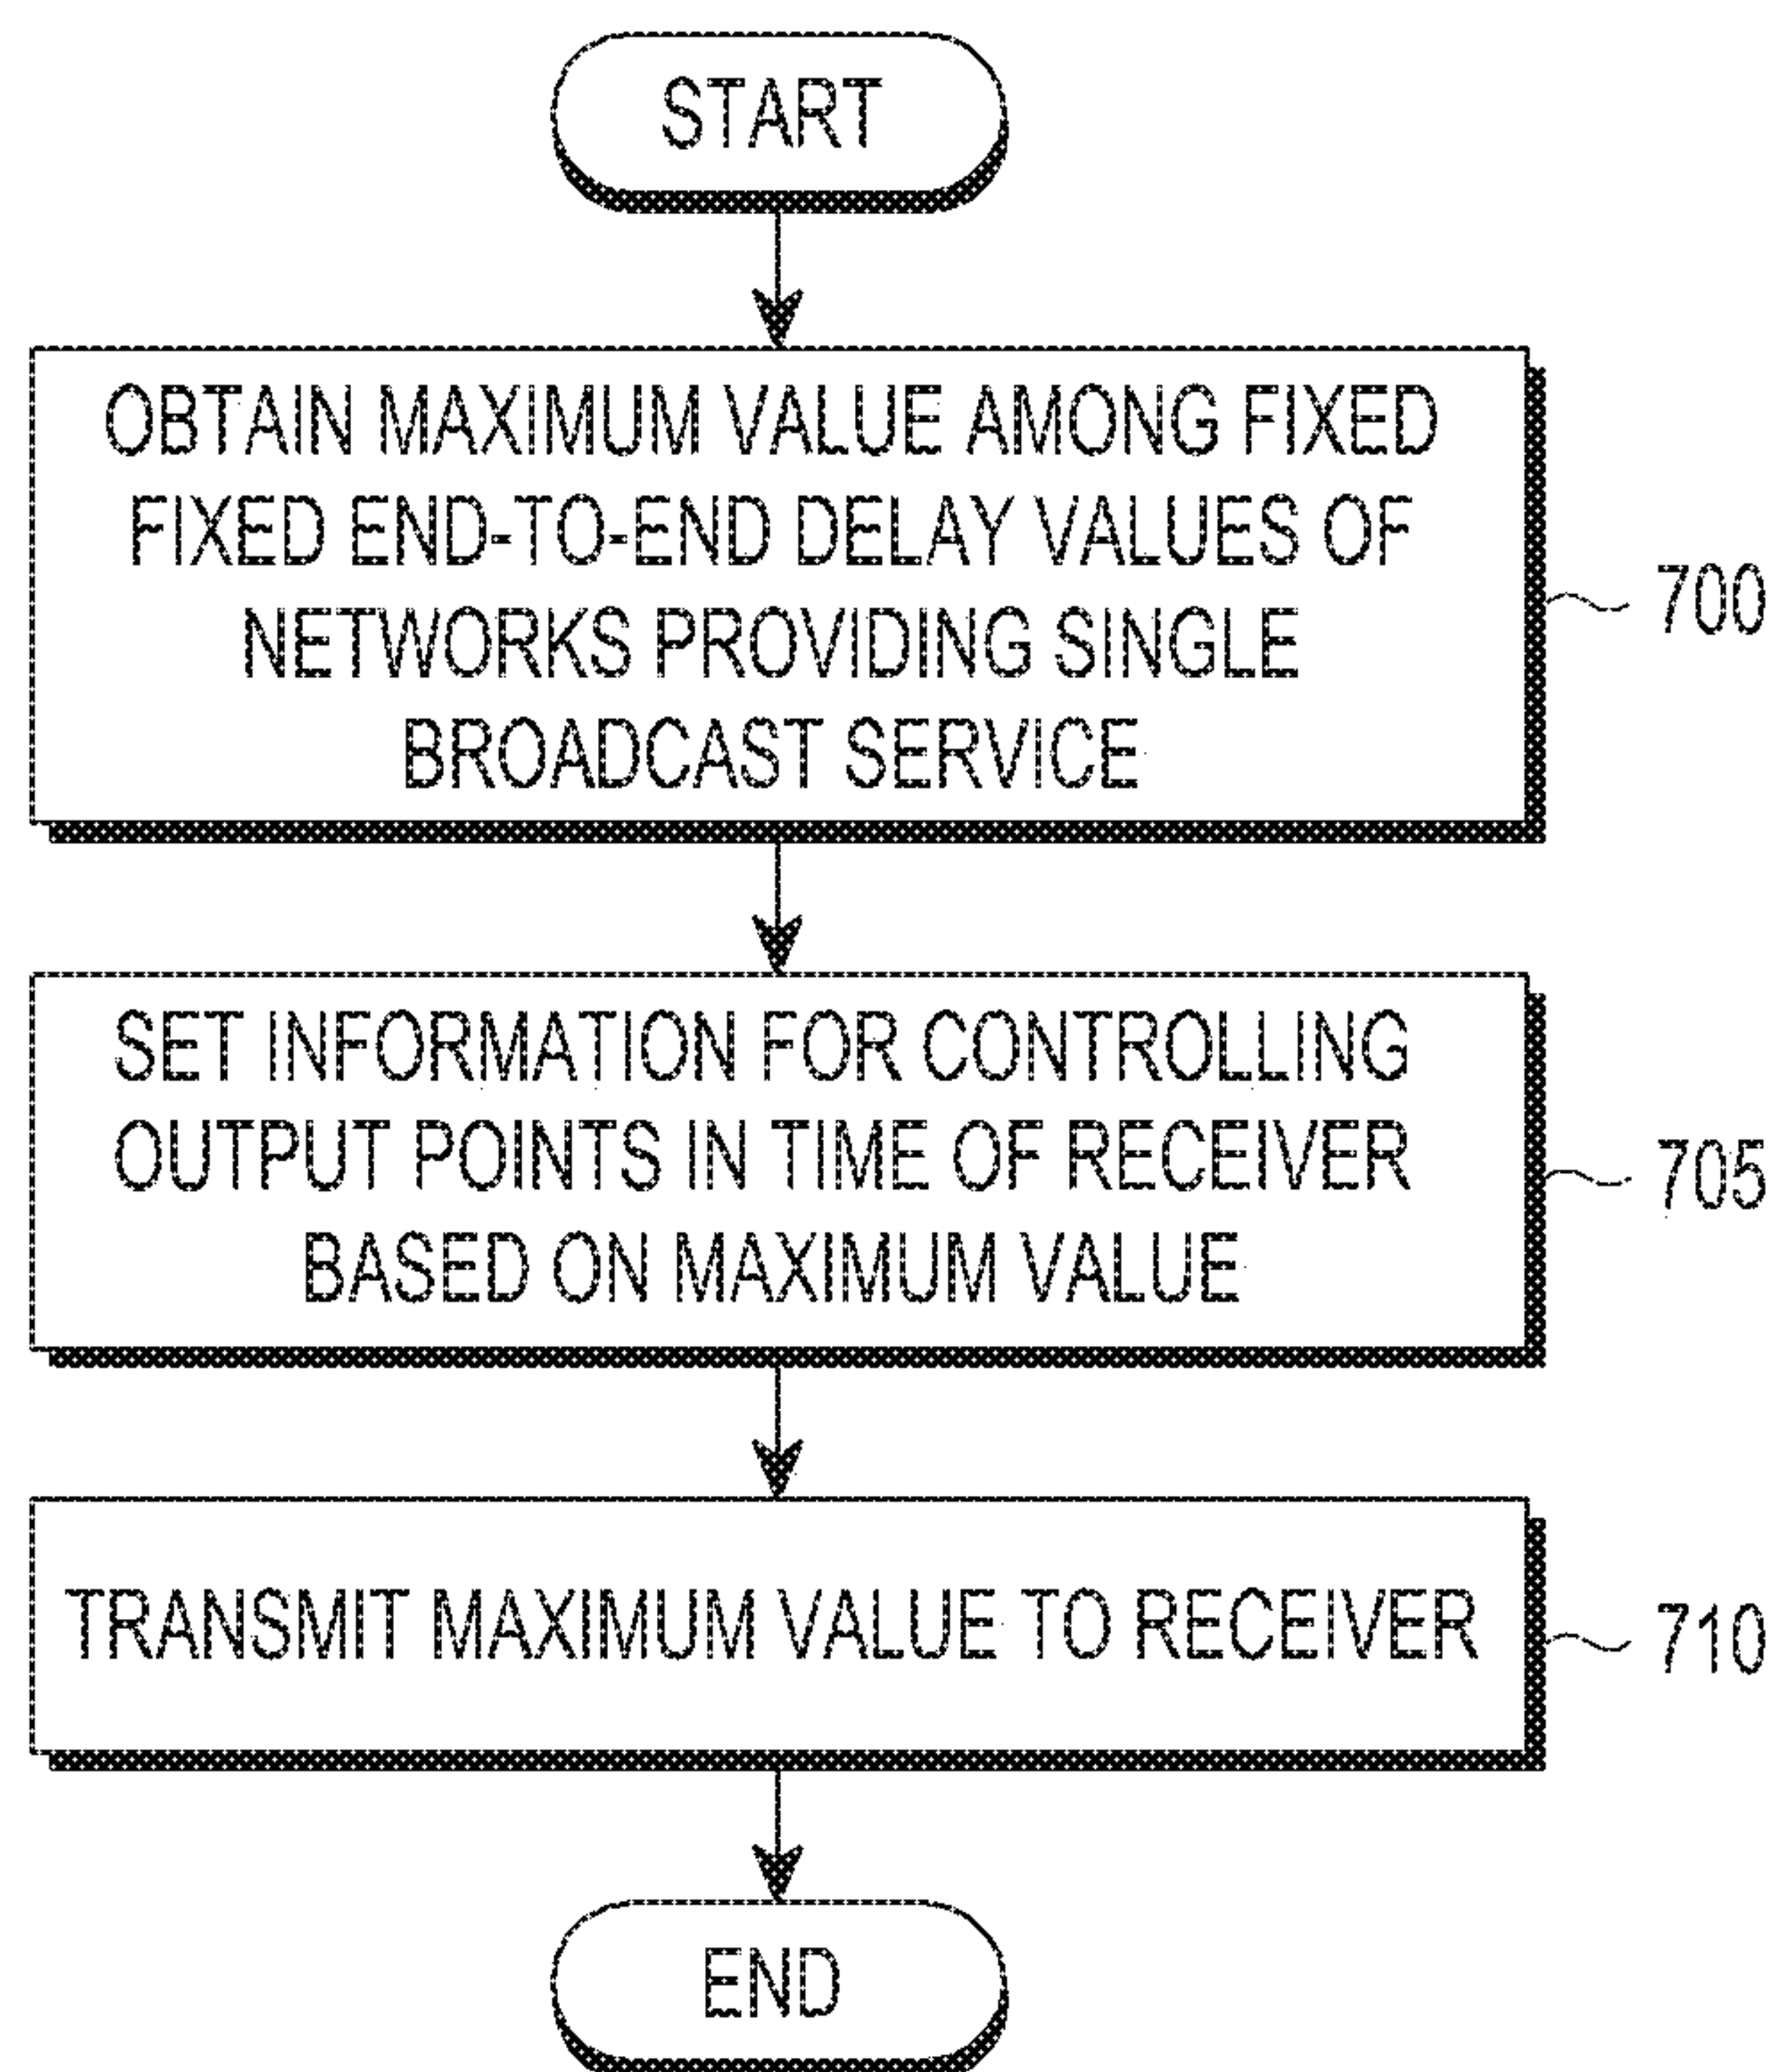 START
OBTAIN MAXIMUM VALUE AMONG FIXED
FIXED END-TO-END DELAY VALUES OF
NETWORKS PROVIDING SINGLE
BROADCAST SERVICE
700
SET INFORMATION FOR CONTROLLING
OUTPUT POINTS IN TIME OF RECEIVER
BASED ON MAXIMUM VALUE
705
TRANSMIT MAXIMUM VALUE TO RECEIVER
710
END